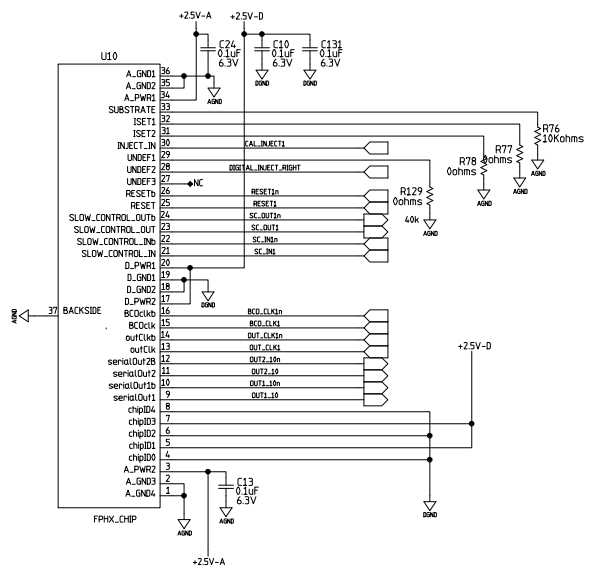 +2.5V-A
+2.5V-D
C24
0.1uF
6.3V
C10
0.1uF
6.3V
C131
0.1uF
6.3V
AGND
DGND
DGND
U10
A_GND1 36
A_GND2 35
A_PWR1 34
SUBSTRATE 33
ISET1 32
ISET2 31
INJECT_IN 30 CAL_INJECT1
UNDEF1 29
UNDEF2 28 DIGITAL_INJECT_RIGHT
UNDEF3 27 NC
RESETb 26 RESET1n
RESET 25 RESET1
SLOW_CONTROL_OUTb 24 SC_OUT1n
SLOW_CONTROL_OUT 23 SC_OUT1
SLOW_CONTROL_INb 22 SC_IN1n
SLOW_CONTROL_IN 21 SC_IN1
D_PWR1 20
D_GND1 19
D_GND2 18
D_PWR2 17
DGND
BCOclkb 16 BCO_CLK1n
BCOclk 15 BCO_CLK1
outClkb 14 OUT_CLK1n
outClk 13 OUT_CLK1
serialOut2B 12 OUT2_10n
serialOut2 11 OUT2_10
serialOut1b 10 OUT1_10n
serialOut1 9 OUT1_10
chipID4 8
chipID3 7
chipID2 6
chipID1 5
chipID0 4
A_PWR2 3
A_GND3 2
A_GND4 1
AGND 37 BACKSIDE
FPHX_CHIP
R76
10Kohms
AGND
R77
0ohms
AGND
R78
0ohms
AGND
R129
0ohms
40k
AGND
+2.5V-D
DGND
C13
0.1uF
6.3V
AGND
AGND
+2.5V-A